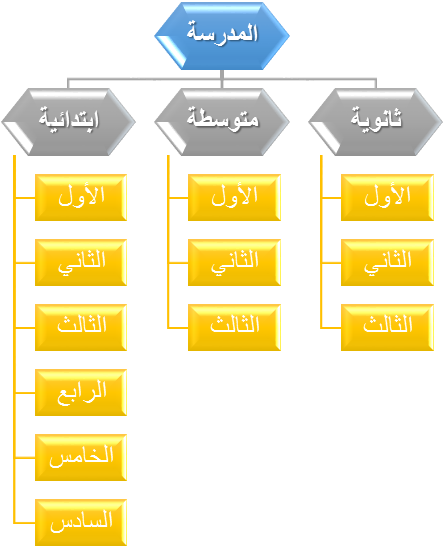 المدرسة
ثانوية
متوسطة
ابتدائية
الأول
الثاني
الثالث
الأول
الثاني
الثالث
الأول
الثاني
الثالث
الرابع
الخامس
السادس